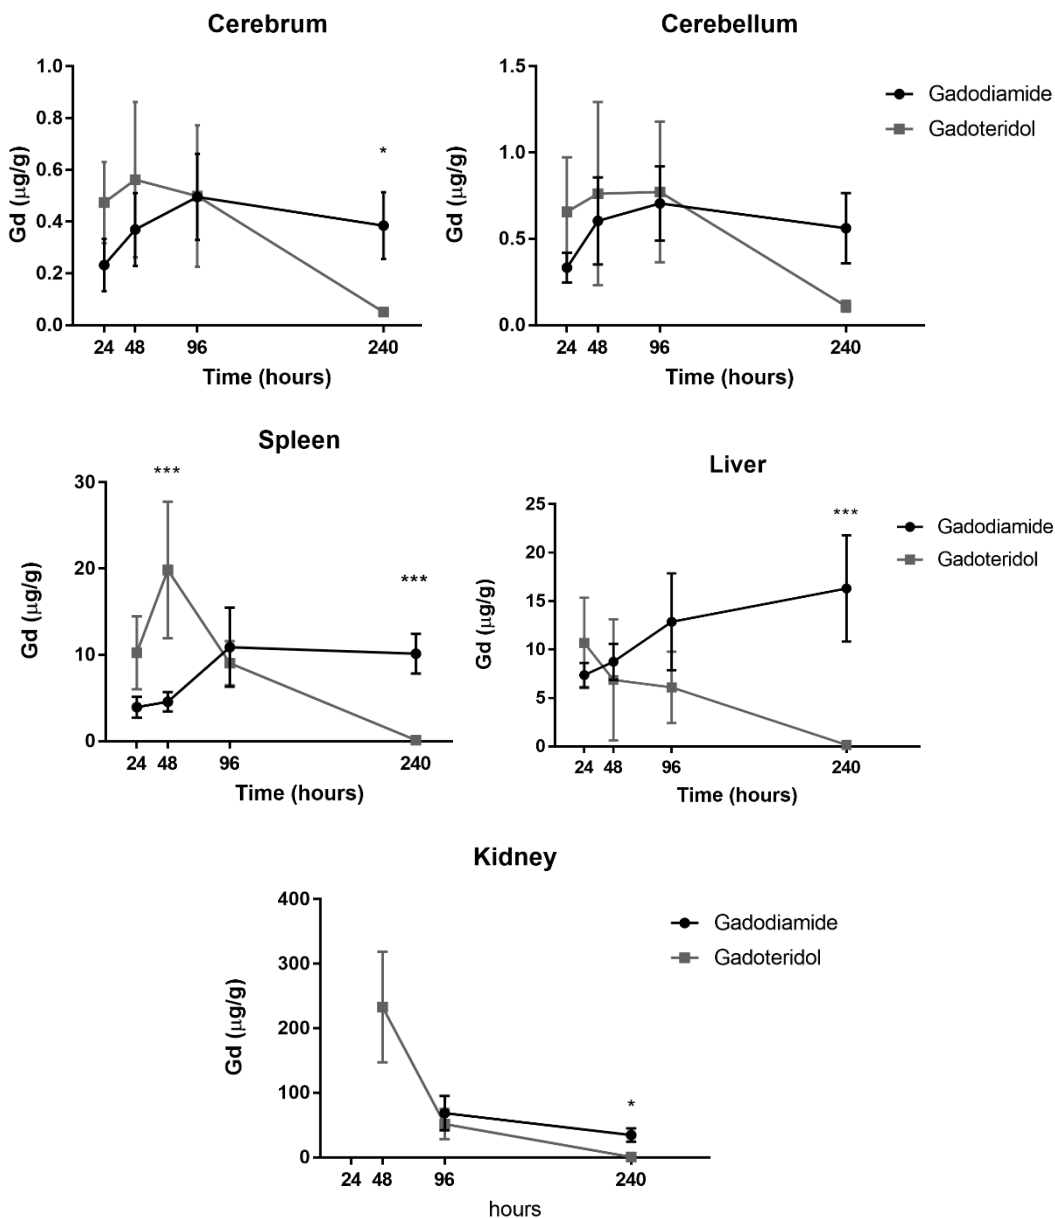 Cerebrum
Gd (µg/g)
1.0
0.8
0.6
0.4
0.2
0.0
*
24 48 96 240
Time (hours)
Cerebellum
Gd (µg/g)
1.5
1.0
0.5
0.0
24 48 96 240
Time (hours)
Gadodiamide
Gadoteridol
Spleen
Gd (µg/g)
30
20
10
0
***
***
24 48 96 240
Time (hours)
Liver
Gd (µg/g)
25
20
15
10
5
0
***
24 48 96 240
Time (hours)
Gadodiamide
Gadoteridol
Kidney
Gd (µg/g)
400
300
200
100
0
*
24 48 96 240
hours
Gadodiamide
Gadoteridol